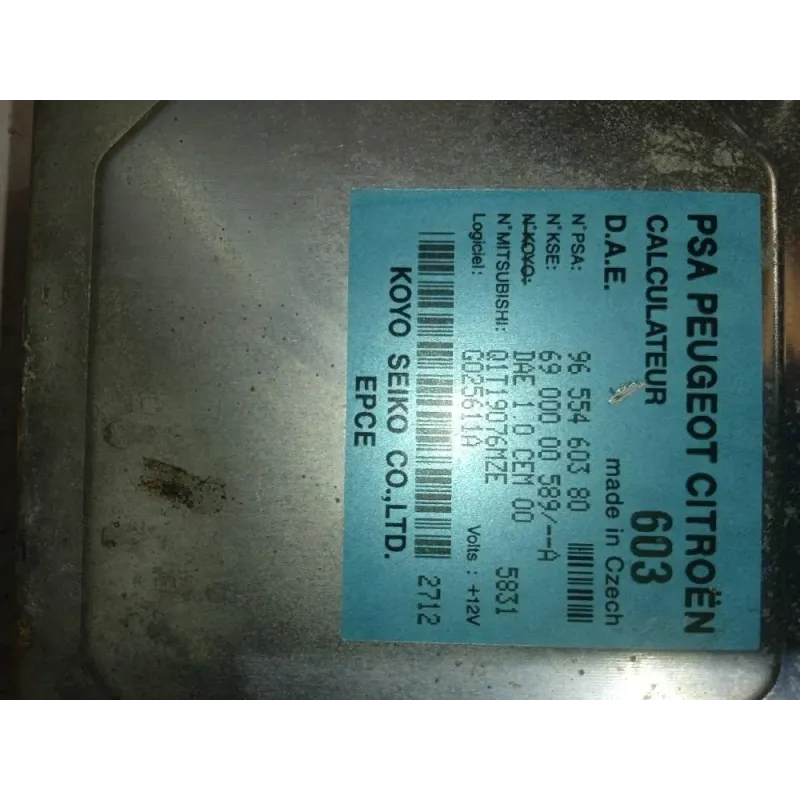 PSA PEUGEOT CITROËN
CALCULATEUR 603
D.A.E. made in Czech
N°PSA: 96 554 603 80
N°KSE: 69 000 00 589/--A
N°KOYO: DAE 1 0 CEM 00
N°MITSUBISHI: Q1T19076MZE 5831
Logiciel: G025611A Volts : +12V
2712
KOYO SEIKO CO.,LTD.
EPCE